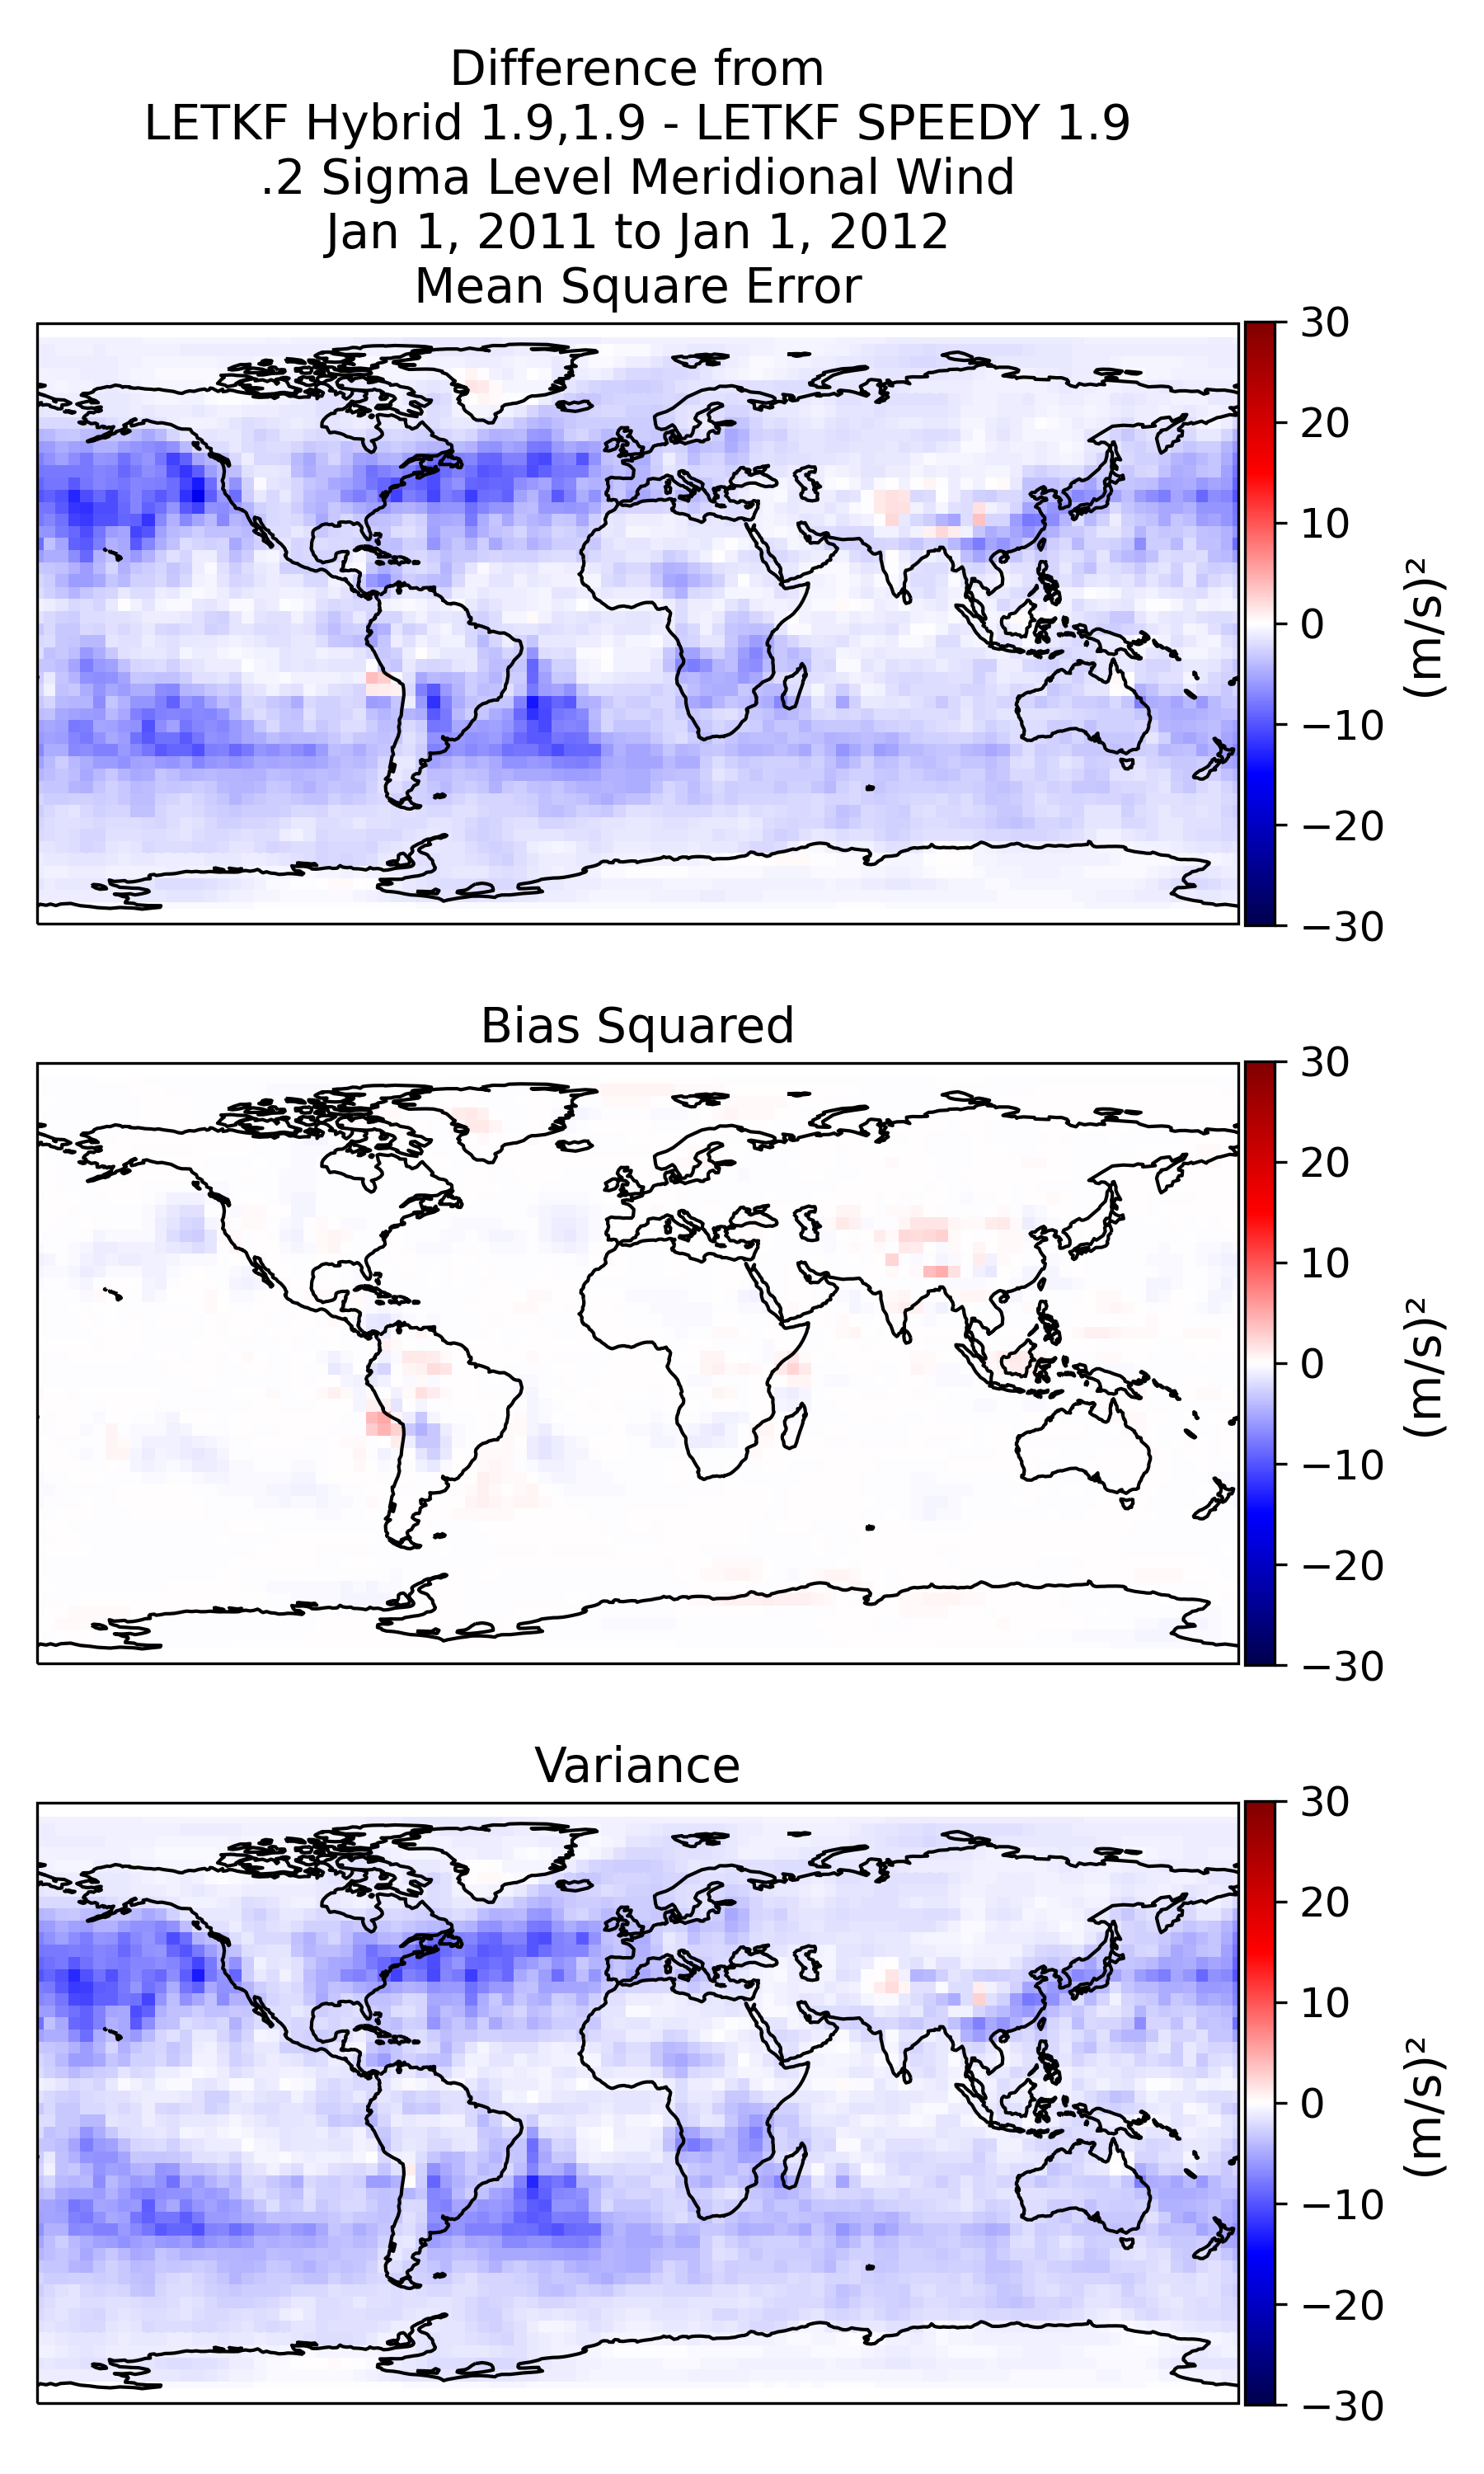 Difference from
LETKF Hybrid 1.9,1.9 - LETKF SPEEDY 1.9
.2 Sigma Level Meridional Wind
Jan 1, 2011 to Jan 1, 2012
Mean Square Error
30
20
10
0
−10
−20
−30
(m/s)²
Bias Squared
30
20
10
0
−10
−20
−30
(m/s)²
Variance
30
20
10
0
−10
−20
−30
(m/s)²